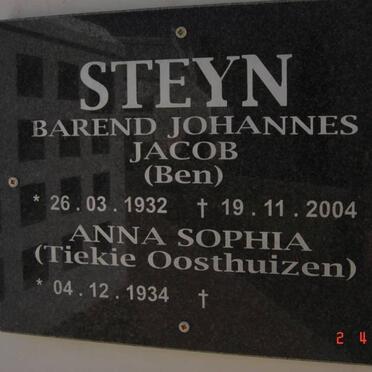 STEYN
BAREND JOHANNES
JACOB
(Ben)
* 26.03.1932 † 19.11.2004
ANNA SOPHIA
(Tiekie Oosthuizen)
* 04.12.1934 †
2 4